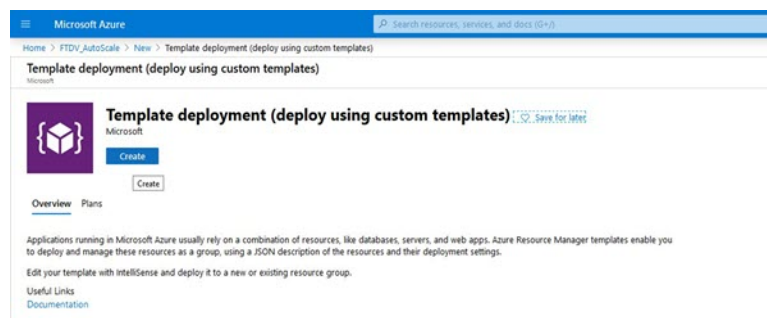 Microsoft Azure
Search resources, services, and docs (G+/)
Home > FTDV_AutoScale > New > Template deployment (deploy using custom templates)
Template deployment (deploy using custom templates)
Microsoft
Template deployment (deploy using custom templates)
Save for later
Microsoft
Create
Create
Overview Plans
Applications running in Microsoft Azure usually rely on a combination of resources, like databases, servers, and web apps. Azure Resource Manager templates enable you
to deploy and manage these resources as a group, using a JSON description of the resources and their deployment settings.
Edit your template with IntelliSense and deploy it to a new or existing resource group.
Useful Links
Documentation